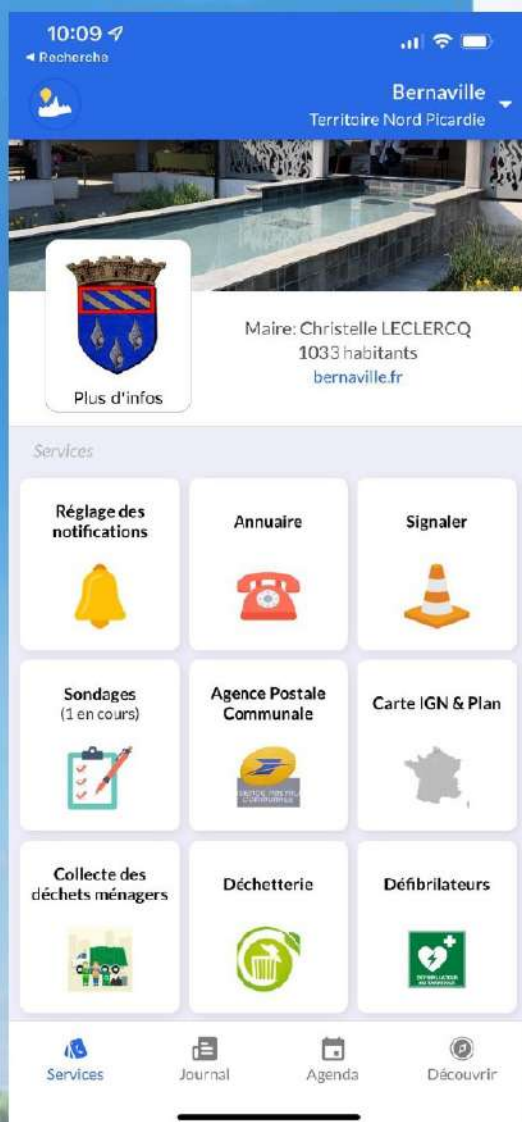 10:09
Recherche
Bernaville
Territoire Nord Picardie
Maire: Christelle LECLERCQ
1033 habitants
bernaville.fr
Plus d'infos
Services
Réglage des
notifications
Annuaire
Signaler
Sondages
(1 en cours)
Agence Postale
Communale
Carte IGN & Plan
Collecte des
déchets ménagers
Déchetterie
Défibrilateurs
Services
Journal
Agenda
Découvrir